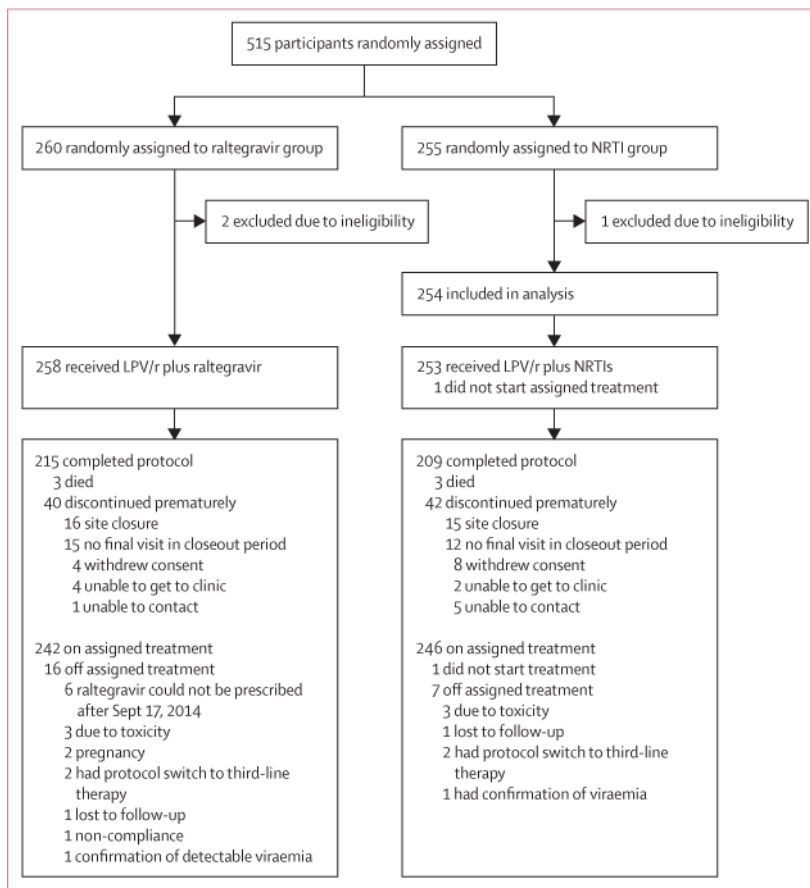 515 participants randomly assigned
260 randomly assigned to raltegravir group
255 randomly assigned to NRTI group
2 excluded due to ineligibility
1 excluded due to ineligibility
254 included in analysis
258 received LPV/r plus raltegravir
253 received LPV/r plus NRTIs
1 did not start assigned treatment
215 completed protocol
3 died
40 discontinued prematurely
16 site closure
15 no final visit in closeout period
4 withdrew consent
4 unable to get to clinic
1 unable to contact
242 on assigned treatment
16 off assigned treatment
6 raltegravir could not be prescribed
after Sept 17, 2014
3 due to toxicity
2 pregnancy
2 had protocol switch to third-line
therapy
1 lost to follow-up
1 non-compliance
1 confirmation of detectable viraemia
209 completed protocol
3 died
42 discontinued prematurely
15 site closure
12 no final visit in closeout period
8 withdrew consent
2 unable to get to clinic
5 unable to contact
246 on assigned treatment
1 did not start treatment
7 off assigned treatment
3 due to toxicity
1 lost to follow-up
2 had protocol switch to third-line
therapy
1 had confirmation of viraemia